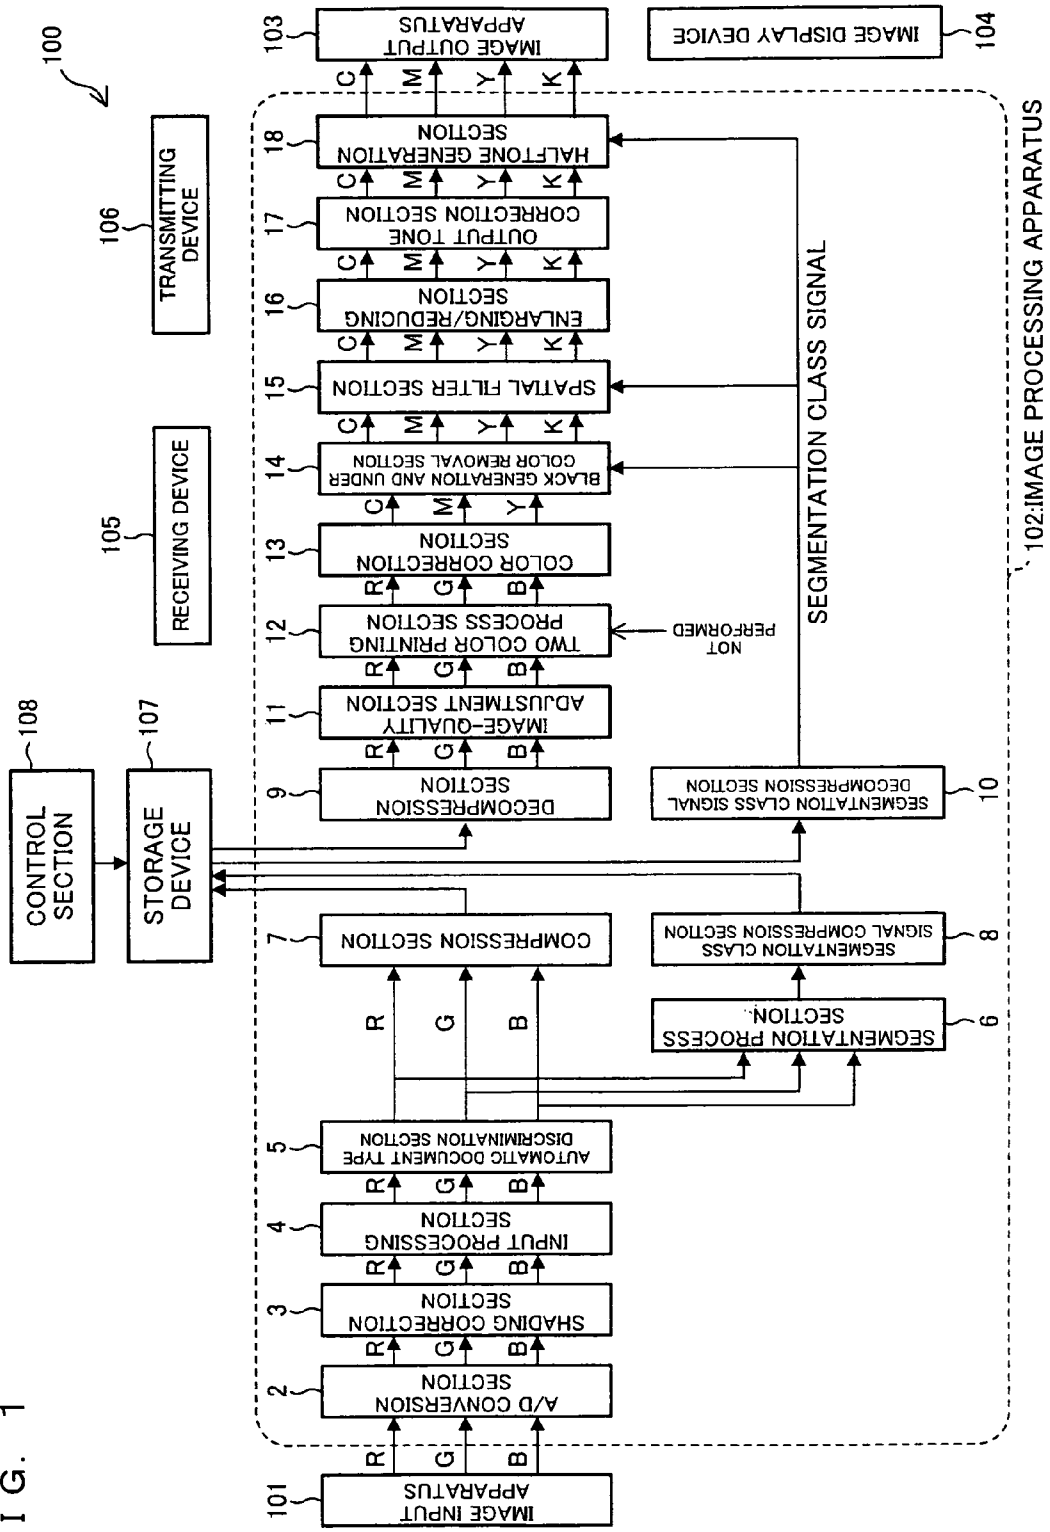 I G. 1
100
CONTROL
SECTION
108
STORAGE
DEVICE
107
RECEIVING DEVICE
105
TRANSMITTING
DEVICE
106
101
IMAGE INPUT
APPARATUS
R
G
B
2
A/D CONVERSION
SECTION
R
G
B
3
SHADING CORRECTION
SECTION
R
G
B
4
INPUT PROCESSING
SECTION
R
G
B
5
AUTOMATIC DOCUMENT TYPE
DISCRIMINATION SECTION
R
G
B
7
COMPRESSION SECTION
9
DECOMPRESSION
SECTION
R
G
B
11
IMAGE-QUALITY
ADJUSTMENT SECTION
R
G
B
12
TWO COLOR PRINTING
PROCESS SECTION
NOT
PERFORMED
R
G
B
13
COLOR CORRECTION
SECTION
C
M
Y
14
BLACK GENERATION AND UNDER
COLOR REMOVAL SECTION
C
M
Y
K
15
SPATIAL FILTER SECTION
C
M
Y
K
16
ENLARGING/REDUCING
SECTION
C
M
Y
K
17
OUTPUT TONE
CORRECTION SECTION
C
M
Y
K
18
HALFTONE GENERATION
SECTION
C
M
Y
K
103
IMAGE OUTPUT
APPARATUS
SEGMENTATION PROCESS
SECTION
6
SEGMENTATION CLASS
SIGNAL COMPRESSION SECTION
8
SEGMENTATION CLASS SIGNAL
DECOMPRESSION SECTION
10
SEGMENTATION CLASS SIGNAL
IMAGE DISPLAY DEVICE
104
102:IMAGE PROCESSING APPARATUS